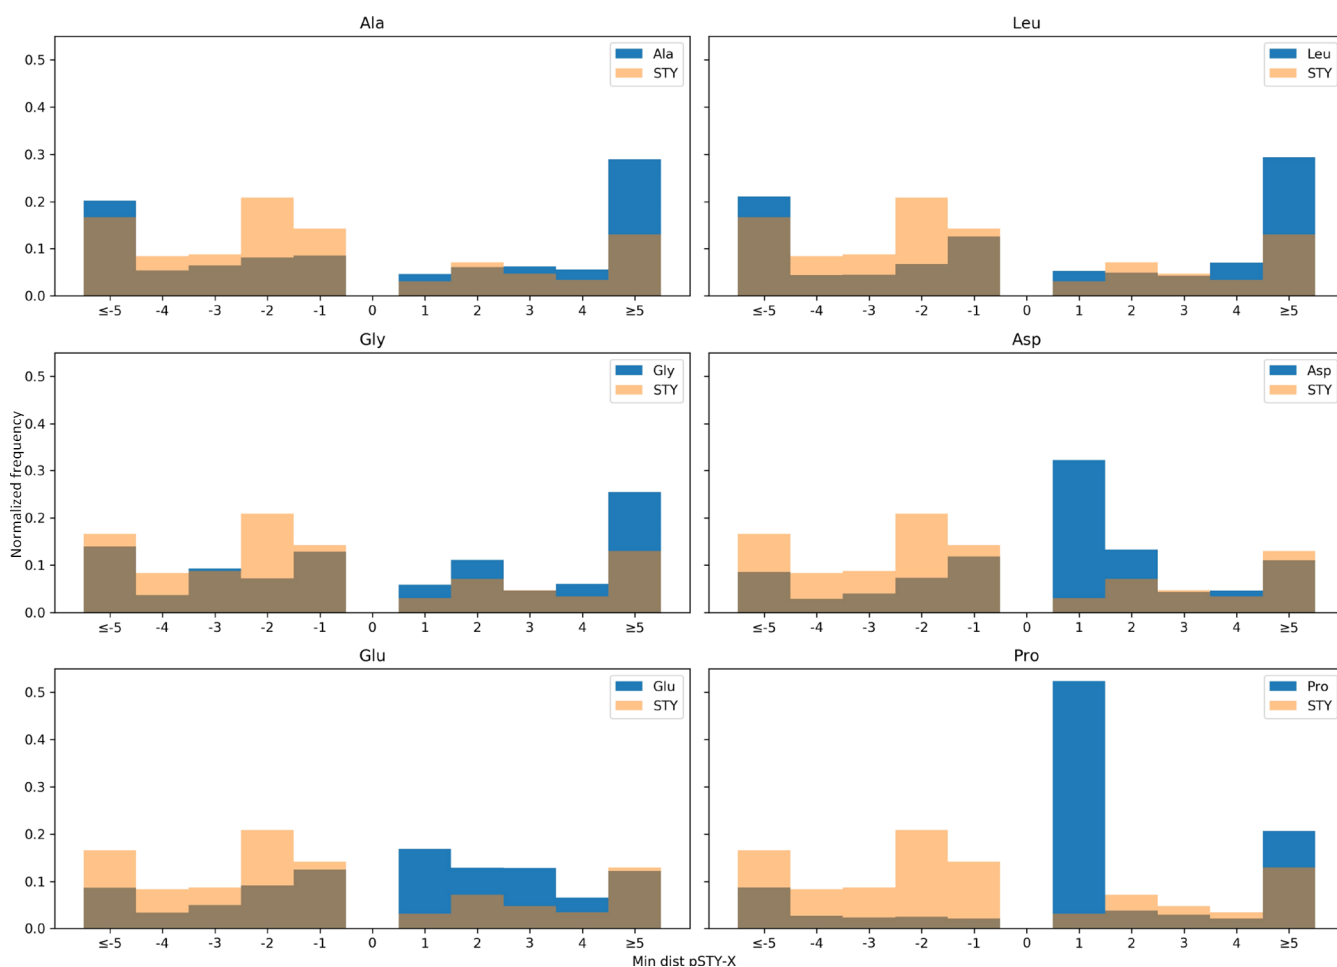 Ala
Leu
0.5
0.4
0.3
0.2
0.1
0.0
Ala
STY
Leu
STY
≤-5 -4 -3 -2 -1 0 1 2 3 4 ≥5
≤-5 -4 -3 -2 -1 0 1 2 3 4 ≥5
Gly
Asp
Normalized frequency
0.5
0.4
0.3
0.2
0.1
0.0
Gly
STY
Asp
STY
≤-5 -4 -3 -2 -1 0 1 2 3 4 ≥5
≤-5 -4 -3 -2 -1 0 1 2 3 4 ≥5
Glu
Pro
0.5
0.4
0.3
0.2
0.1
0.0
Glu
STY
Pro
STY
≤-5 -4 -3 -2 -1 0 1 2 3 4 ≥5
≤-5 -4 -3 -2 -1 0 1 2 3 4 ≥5
Min dist pSTY-X